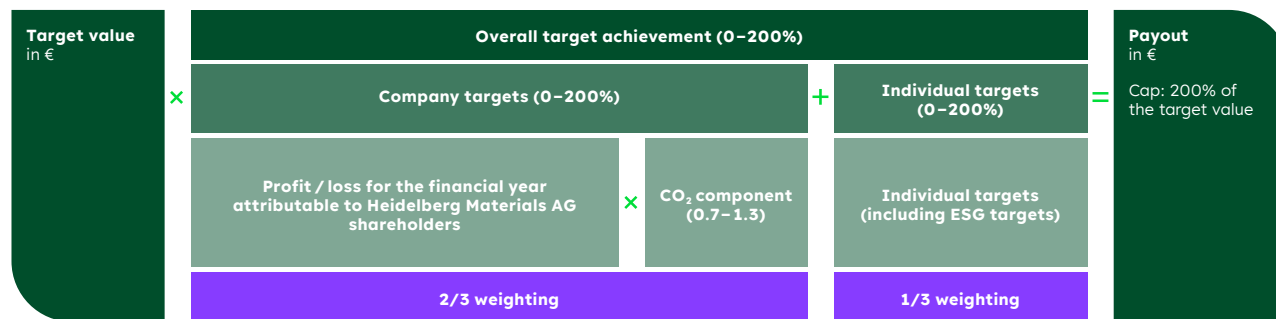 Target value
in €
×
Overall target achievement (0–200%)
Company targets (0–200%)
+
Individual targets
(0–200%)
=
Profit / loss for the financial year
attributable to Heidelberg Materials AG
shareholders
×
CO₂ component
(0.7–1.3)
Individual targets
(including ESG targets)
2/3 weighting
1/3 weighting
Payout
in €
Cap: 200% of
the target value